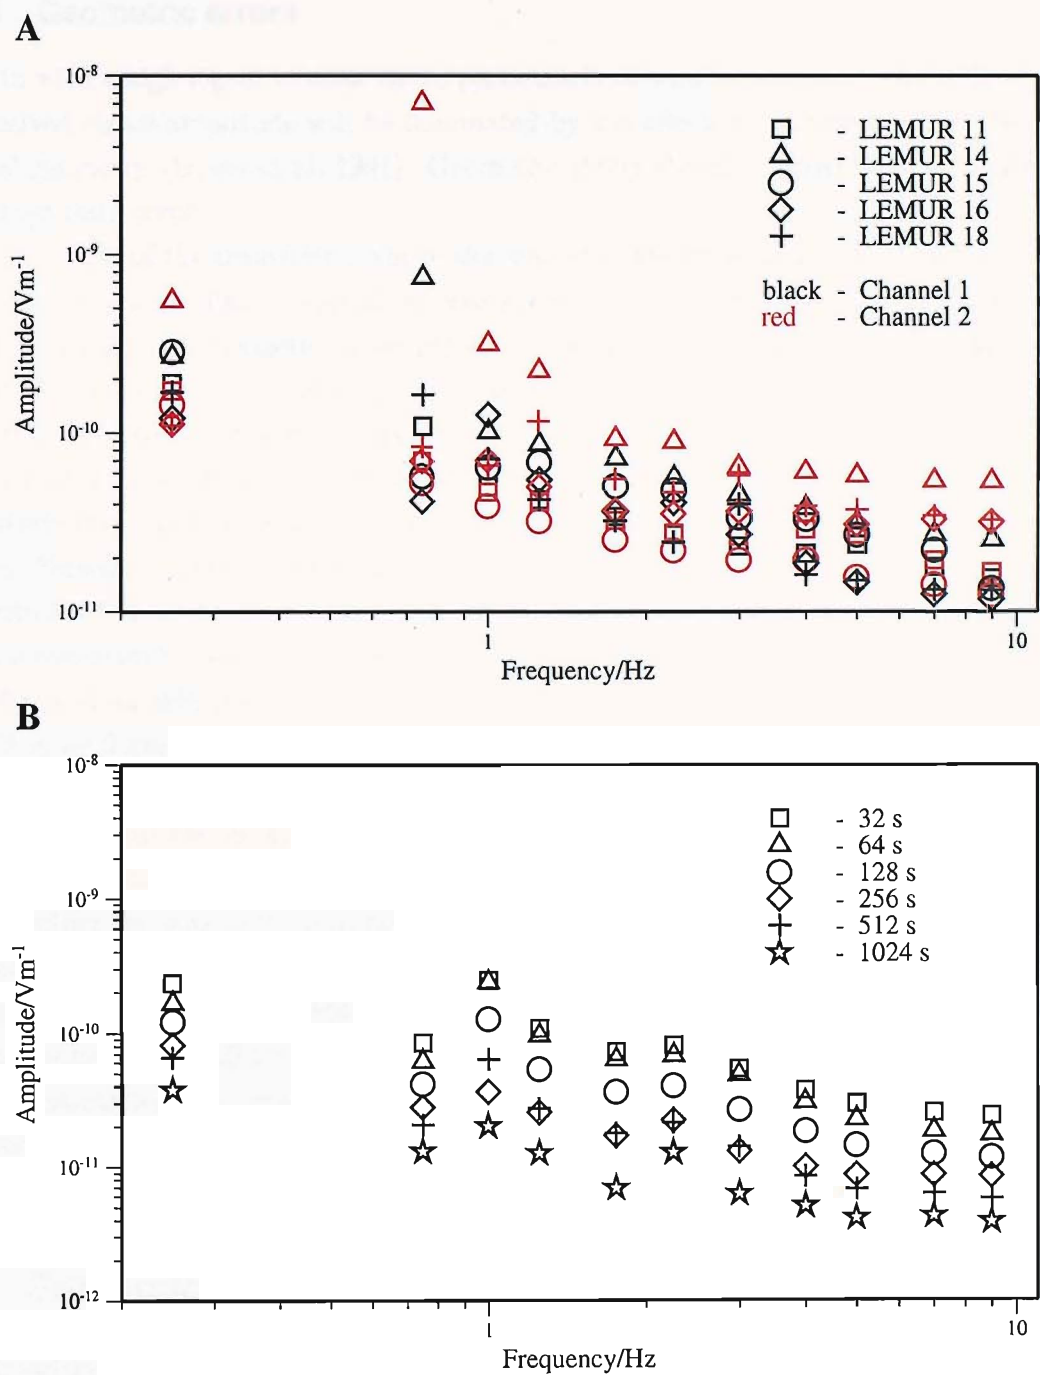 A
10-8
10-9
10-10
10-11
Amplitude/Vm-1
- LEMUR 11
- LEMUR 14
- LEMUR 15
- LEMUR 16
- LEMUR 18
black - Channel 1
red - Channel 2
1 10
Frequency/Hz
B
10-8
10-9
10-10
10-11
10-12
Amplitude/Vm-1
- 32 s
- 64 s
- 128 s
- 256 s
- 512 s
- 1024 s
1 10
Frequency/Hz